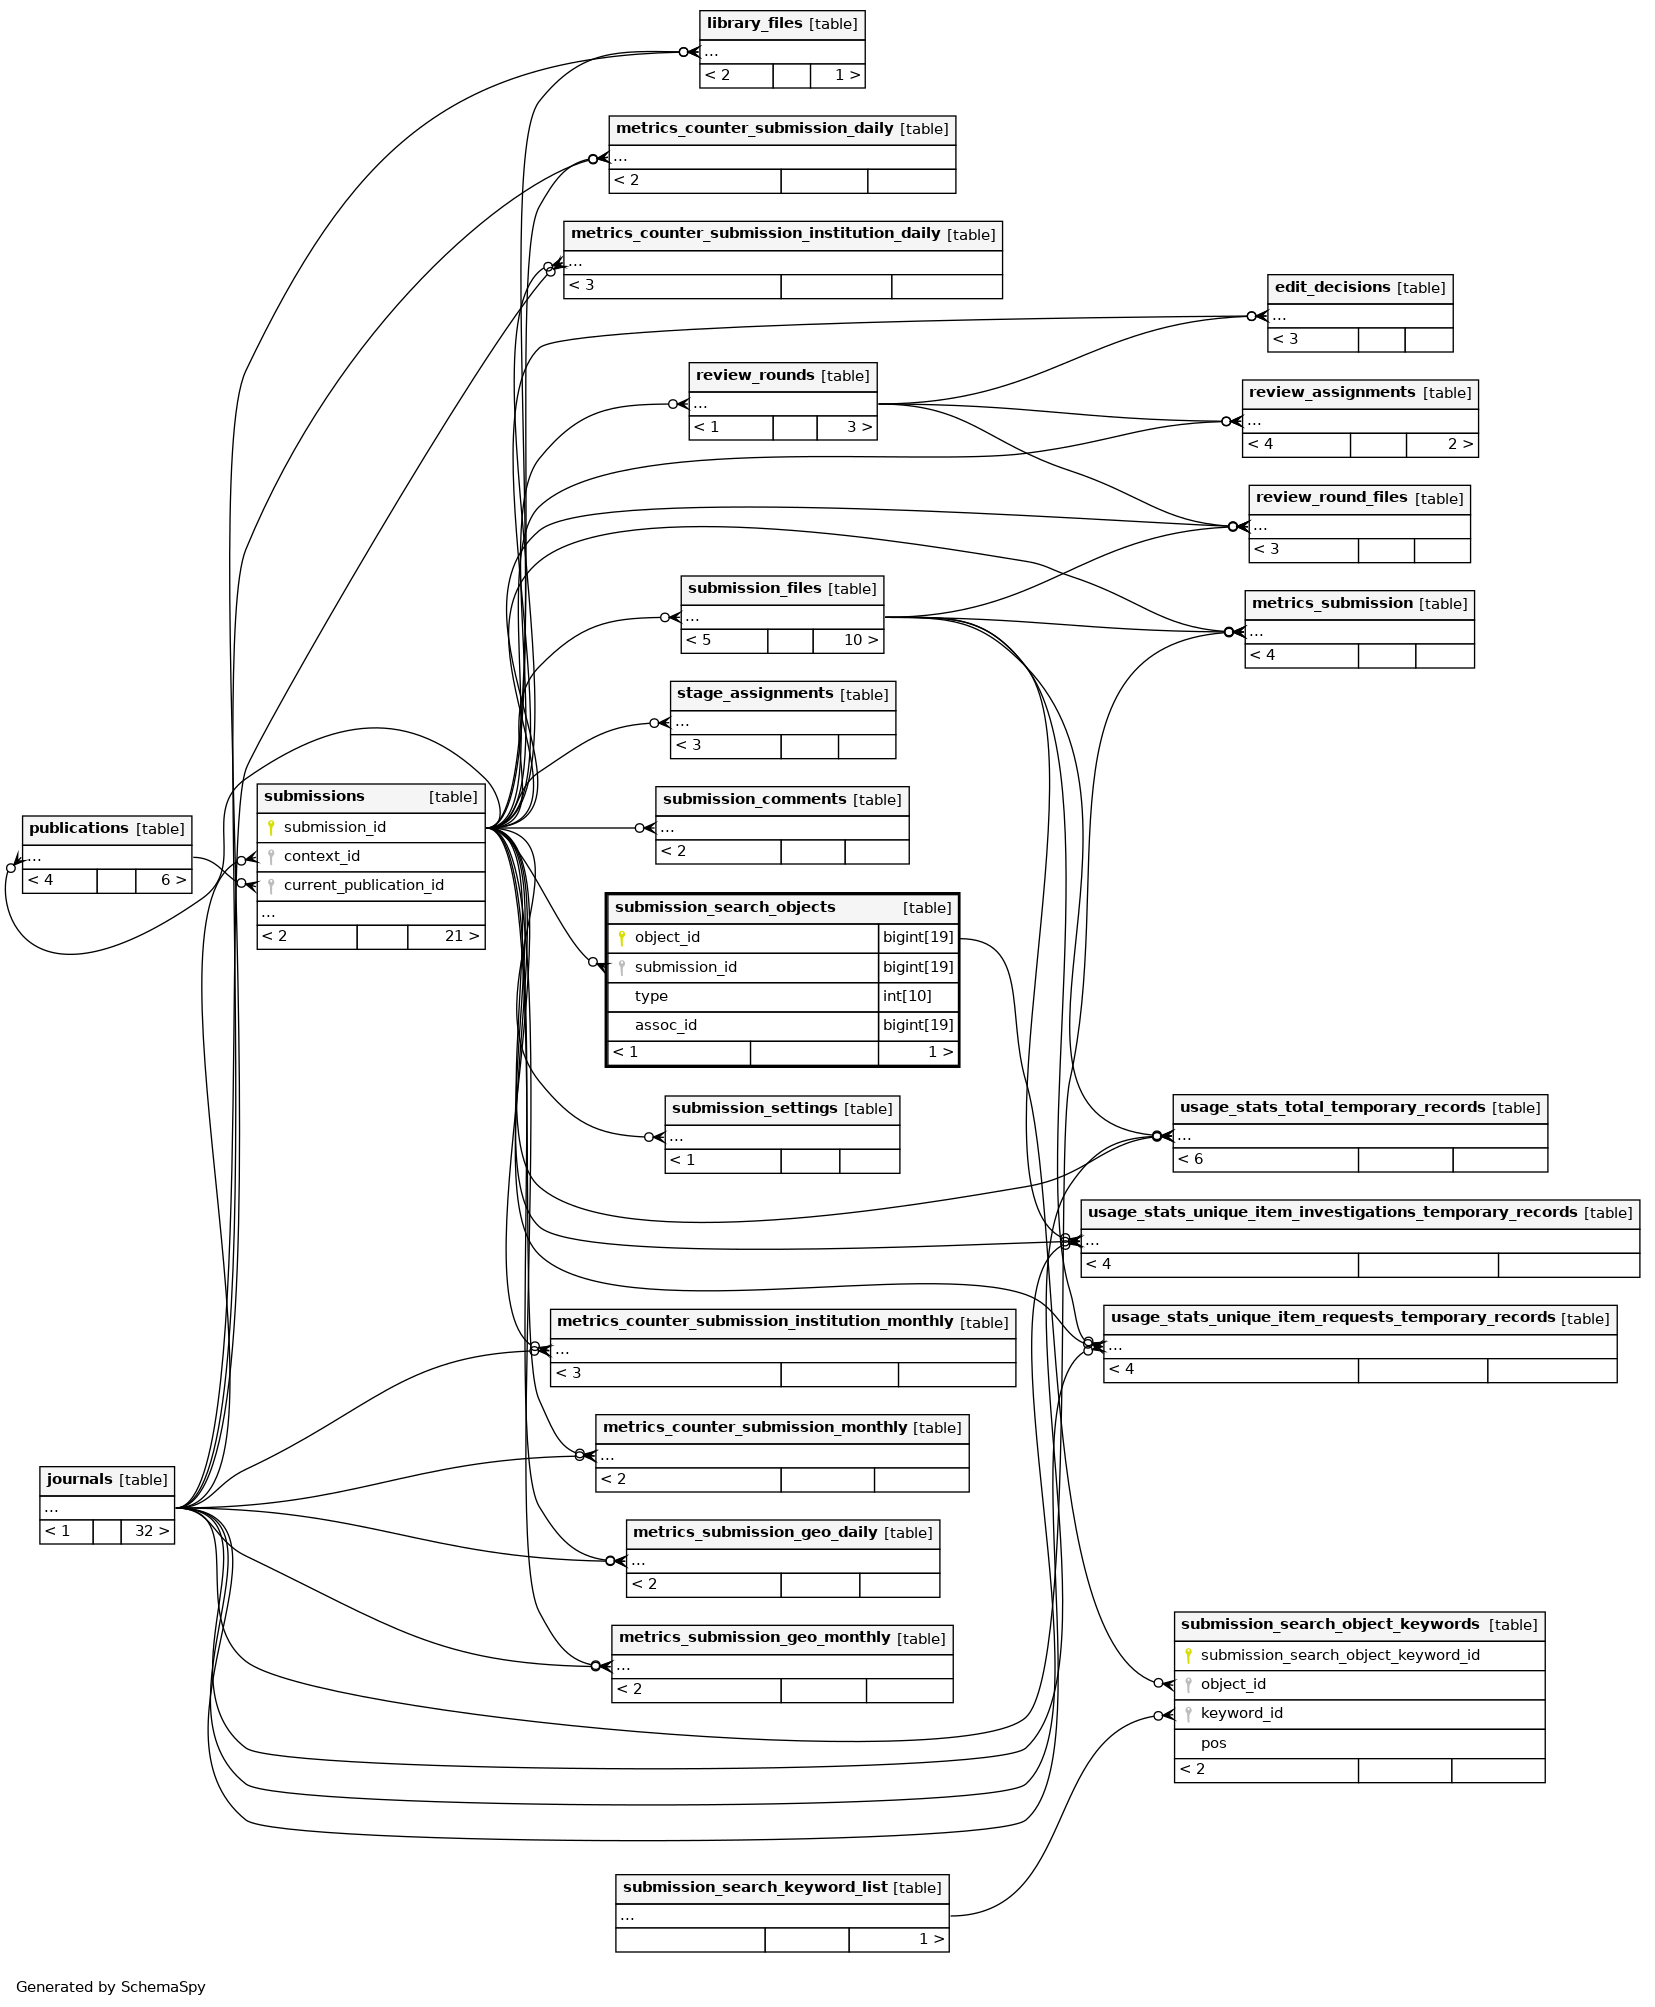 library_files [table]
...
< 2 1 >
metrics_counter_submission_daily [table]
...
< 2
metrics_counter_submission_institution_daily [table]
...
< 3
edit_decisions [table]
...
< 3
review_rounds [table]
...
< 1 3 >
review_assignments [table]
...
< 4 2 >
review_round_files [table]
...
< 3
submission_files [table]
...
< 5 10 >
metrics_submission [table]
...
< 4
stage_assignments [table]
...
< 3
submissions [table]
submission_id
context_id
current_publication_id
...
< 2 21 >
publications [table]
...
< 4 6 >
submission_comments [table]
...
< 2
submission_search_objects [table]
object_id bigint[19]
submission_id bigint[19]
type int[10]
assoc_id bigint[19]
< 1 1 >
submission_settings [table]
...
< 1
usage_stats_total_temporary_records [table]
...
< 6
usage_stats_unique_item_investigations_temporary_records [table]
...
< 4
usage_stats_unique_item_requests_temporary_records [table]
...
< 4
metrics_counter_submission_institution_monthly [table]
...
< 3
metrics_counter_submission_monthly [table]
...
< 2
journals [table]
...
< 1 32 >
metrics_submission_geo_daily [table]
...
< 2
metrics_submission_geo_monthly [table]
...
< 2
submission_search_object_keywords [table]
submission_search_object_keyword_id
object_id
keyword_id
pos
< 2
submission_search_keyword_list [table]
...
1 >
Generated by SchemaSpy